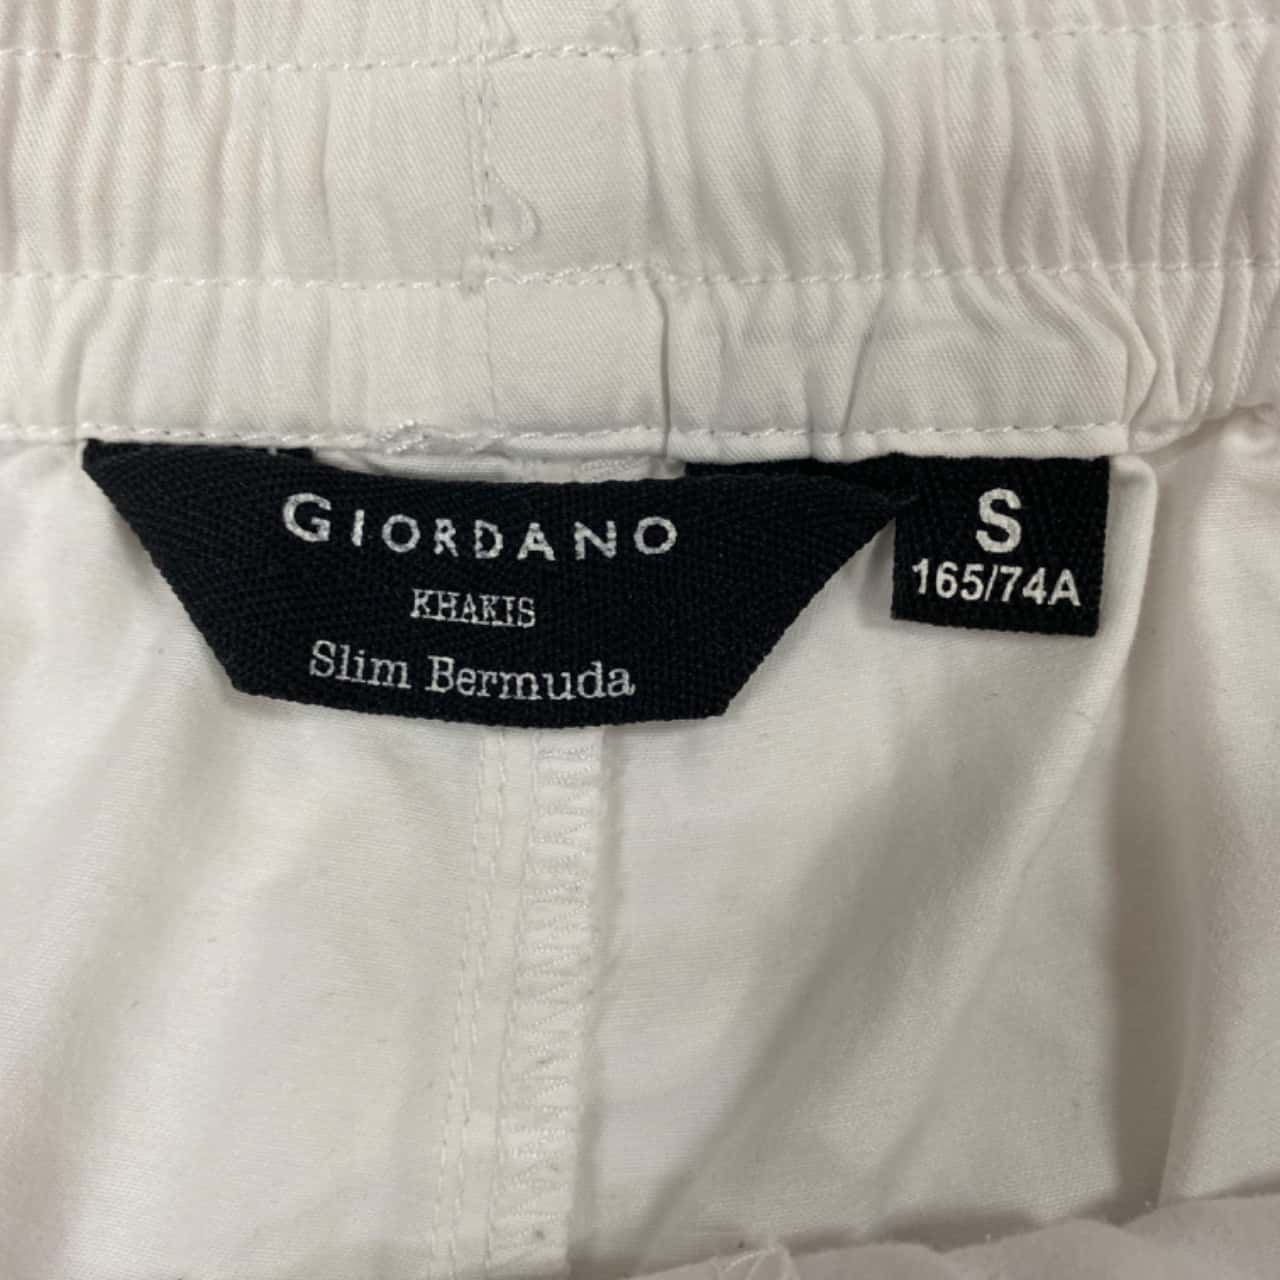 GIORDANO
KHAKIS
Slim Bermuda
S
165/74A